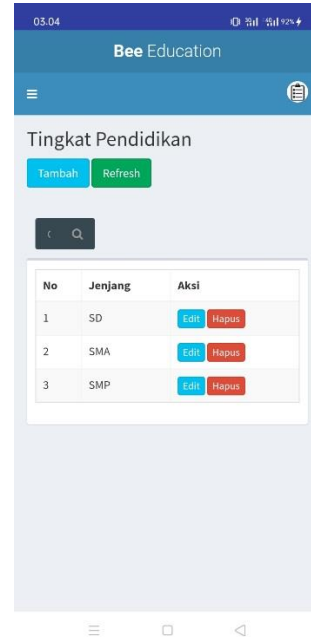 03.04 92%
Bee Education
Tingkat Pendidikan
Tambah Refresh
No Jenjang Aksi
1 SD Edit Hapus
2 SMA Edit Hapus
3 SMP Edit Hapus